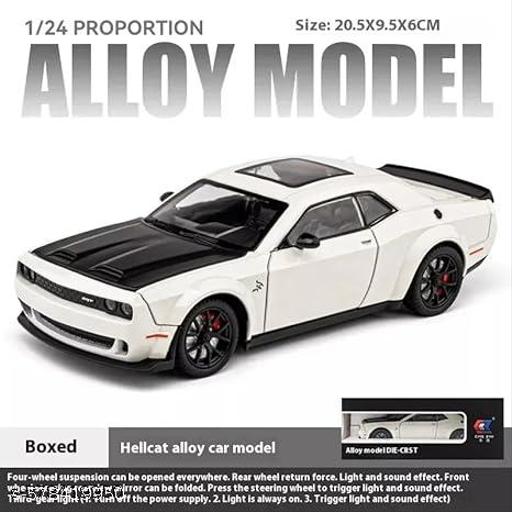 1/24 PROPORTION
Size: 20.5X9.5X6CM
ALLOY MODEL
SRT
Boxed
Hellcat alloy car model
Alloy model DIE-CRST
Four-wheel suspension can be opened everywhere. Rear wheel return force. Light and sound effect. Front
mirror can be folded. Press the steering wheel to trigger light and sound effect.
Turn off the power supply. 2. Light is always on. 3. Trigger light and sound effect)